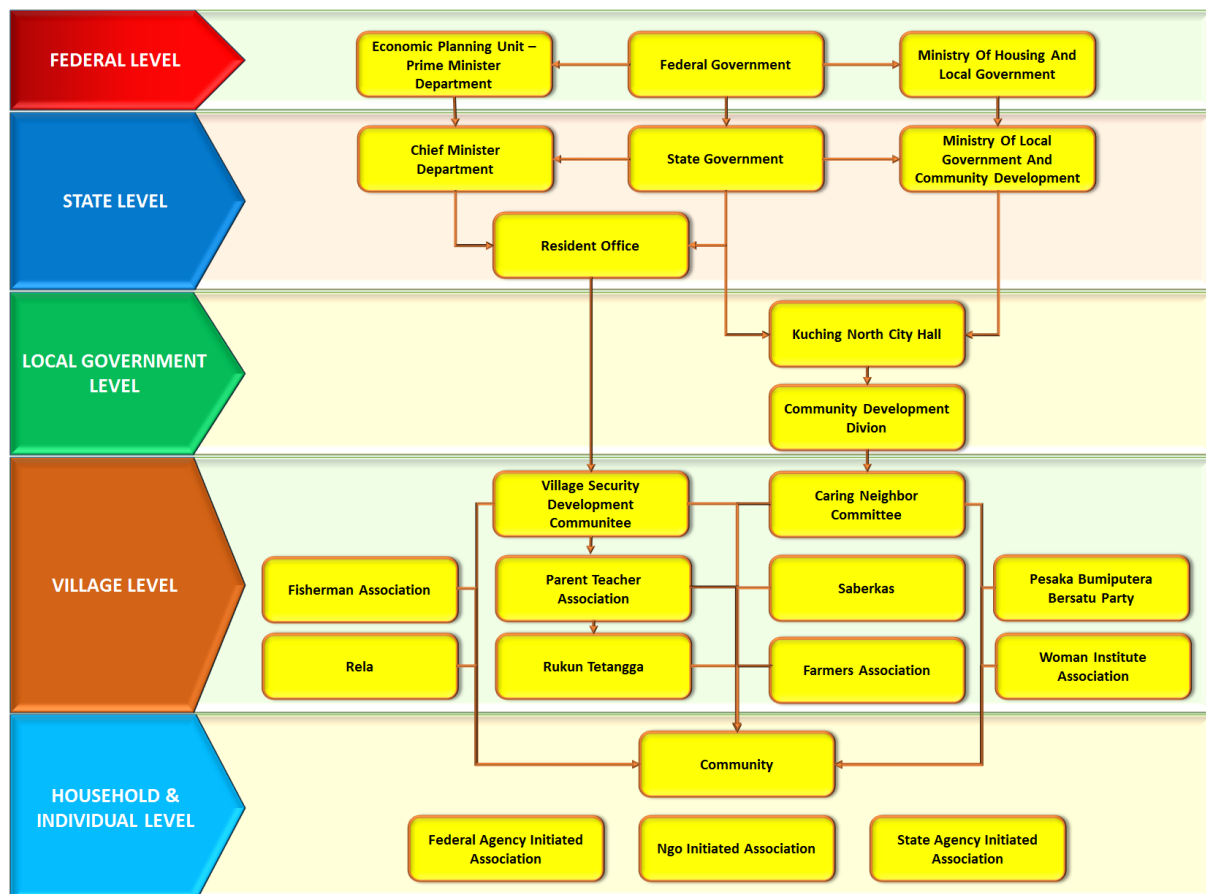 FEDERAL LEVEL
Economic Planning Unit –
Prime Minister
Department
Federal Government
Ministry Of Housing And
Local Government
STATE LEVEL
Chief Minister
Department
State Government
Ministry Of Local
Government And
Community Development
Resident Office
LOCAL GOVERNMENT
LEVEL
Kuching North City Hall
Community Development
Divion
VILLAGE LEVEL
Village Security
Development
Communitee
Caring Neighbor
Committee
Fisherman Association
Parent Teacher
Association
Saberkas
Pesaka Bumiputera
Bersatu Party
Rela
Rukun Tetangga
Farmers Association
Woman Institute
Association
HOUSEHOLD &
INDIVIDUAL LEVEL
Community
Federal Agency Initiated
Association
Ngo Initiated Association
State Agency Initiated
Association